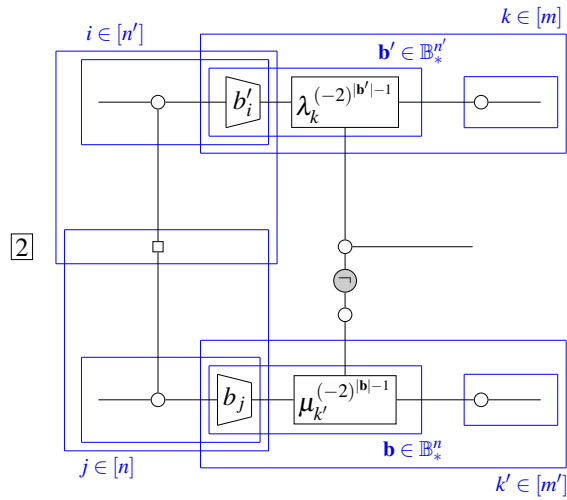 i ∈ [n′]
k ∈ [m]
b′ ∈ 𝔹∗^{n′}
b′_i
λ_k^{(−2)^{|b′|−1}}
2
¬
b_j
μ_{k′}^{(−2)^{|b|−1}}
b ∈ 𝔹∗^n
j ∈ [n]
k′ ∈ [m′]